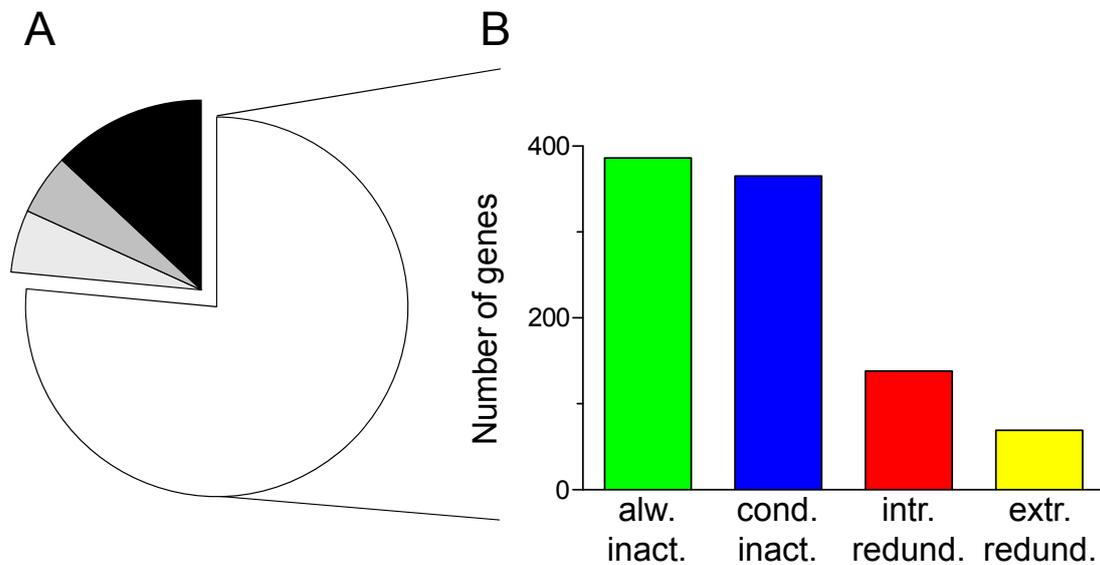 A
B
Number of genes
400
200
0
alw.
inact.
cond.
inact.
intr.
redund.
extr.
redund.